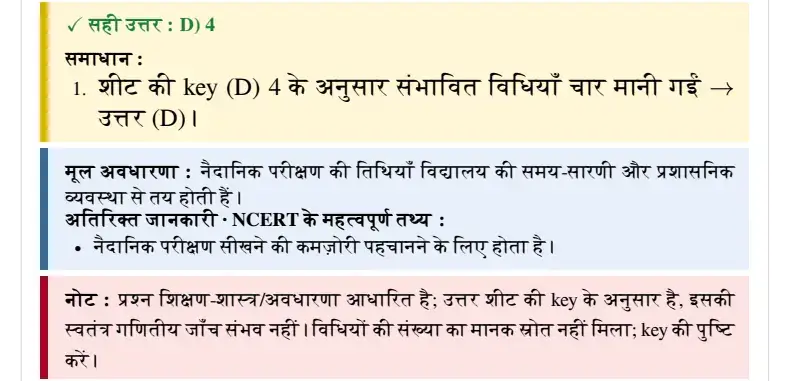 ✓ सही उत्तर : D) 4
समाधान :
1. शीट की key (D) 4 के अनुसार संभावित विधियाँ चार मानी गईं →
उत्तर (D)।
मूल अवधारणा : नैदानिक परीक्षण की तिथियाँ विद्यालय की समय-सारणी और प्रशासनिक
व्यवस्था से तय होती हैं।
अतिरिक्त जानकारी · NCERT के महत्वपूर्ण तथ्य :
• नैदानिक परीक्षण सीखने की कमज़ोरी पहचानने के लिए होता है।
नोट : प्रश्न शिक्षण-शास्त्र/अवधारणा आधारित है; उत्तर शीट की key के अनुसार है, इसकी
स्वतंत्र गणितीय जाँच संभव नहीं। विधियों की संख्या का मानक स्रोत नहीं मिला; key की पुष्टि
करें।